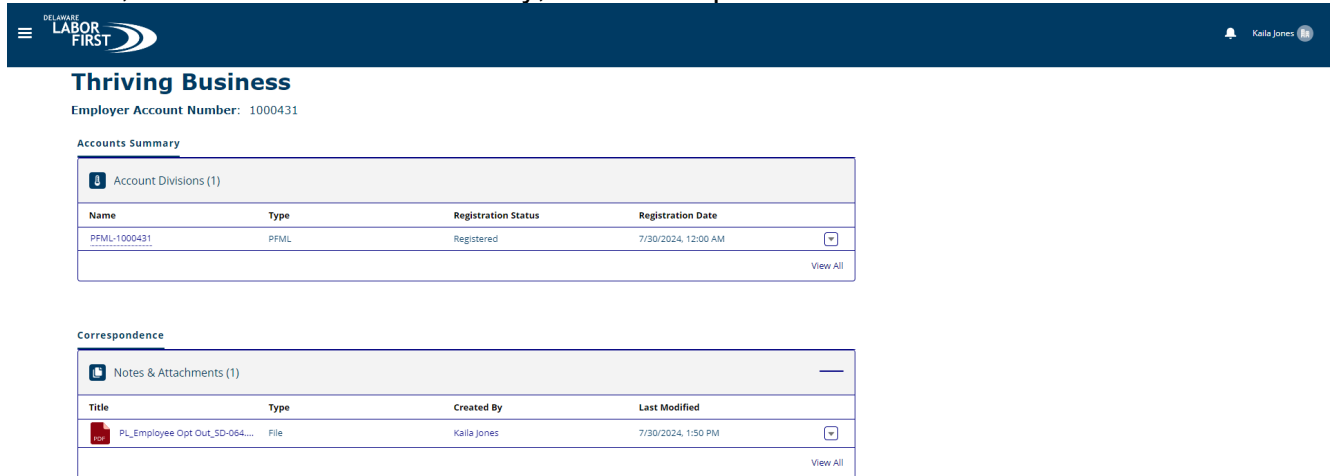 DELAWARE
LABOR
FIRST
Kaila Jones
Thriving Business
Employer Account Number: 1000431
Accounts Summary
Account Divisions (1)
Name Type Registration Status Registration Date
PFML-1000431 PFML Registered 7/30/2024, 12:00 AM
View All
Correspondence
Notes & Attachments (1)
Title Type Created By Last Modified
PDF PL_Employee Opt Out_SD-064.... File Kaila Jones 7/30/2024, 1:50 PM
View All